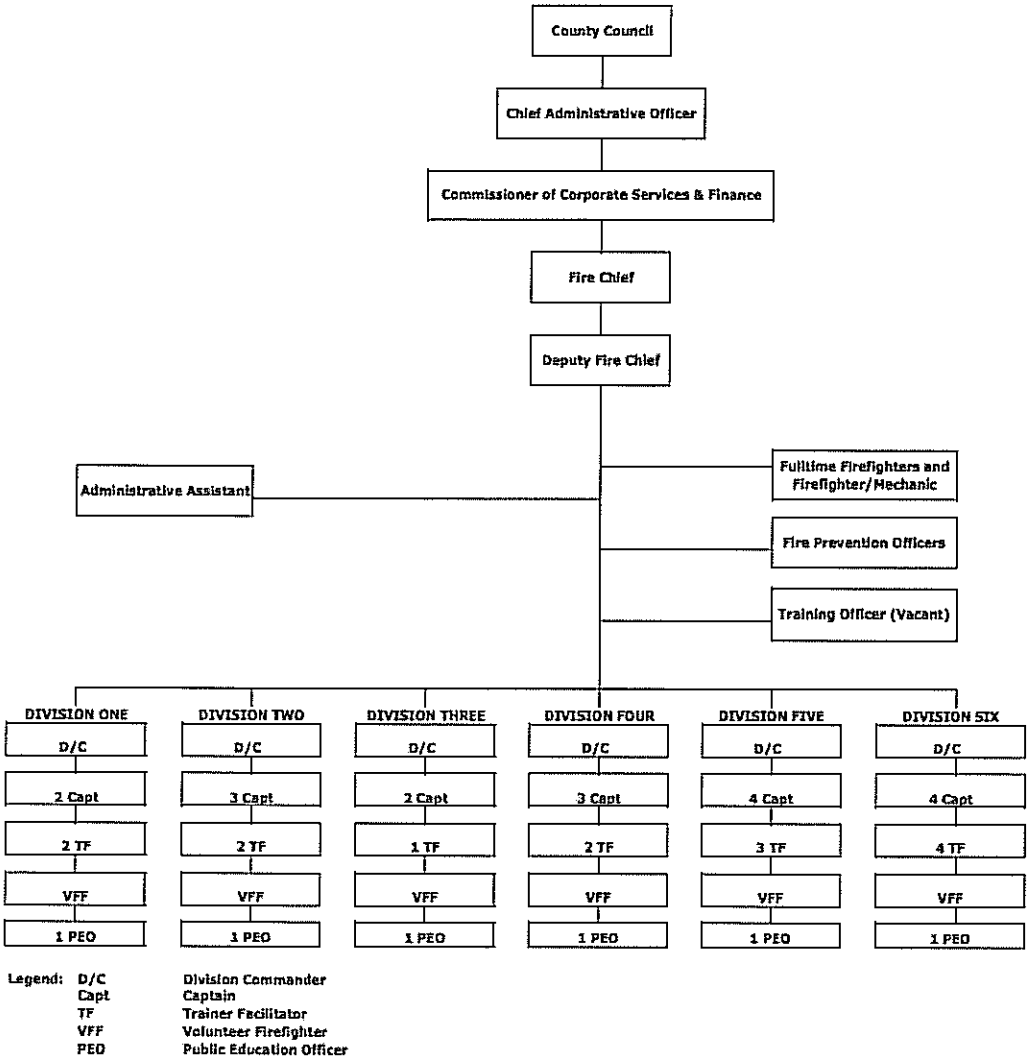 County Council
Chief Administrative Officer
Commissioner of Corporate Services & Finance
Fire Chief
Deputy Fire Chief
Administrative Assistant
Fulltime Firefighters and
Firefighter/Mechanic
Fire Prevention Officers
Training Officer (Vacant)
DIVISION ONE DIVISION TWO DIVISION THREE DIVISION FOUR DIVISION FIVE DIVISION SIX
D/C D/C D/C D/C D/C D/C
2 Capt 3 Capt 2 Capt 3 Capt 4 Capt 4 Capt
2 TF 2 TF 1 TF 2 TF 3 TF 4 TF
VFF VFF VFF VFF VFF VFF
1 PEO 1 PEO 1 PEO 1 PEO 1 PEO 1 PEO
Legend: D/C Division Commander
Capt Captain
TF Trainer Facilitator
VFF Volunteer Firefighter
PEO Public Education Officer